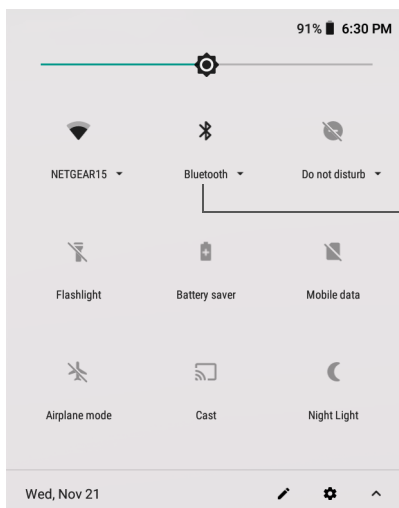 91% 6:30 PM
NETGEAR15 Bluetooth Do not disturb
Flashlight Battery saver Mobile data
Airplane mode Cast Night Light
Wed, Nov 21